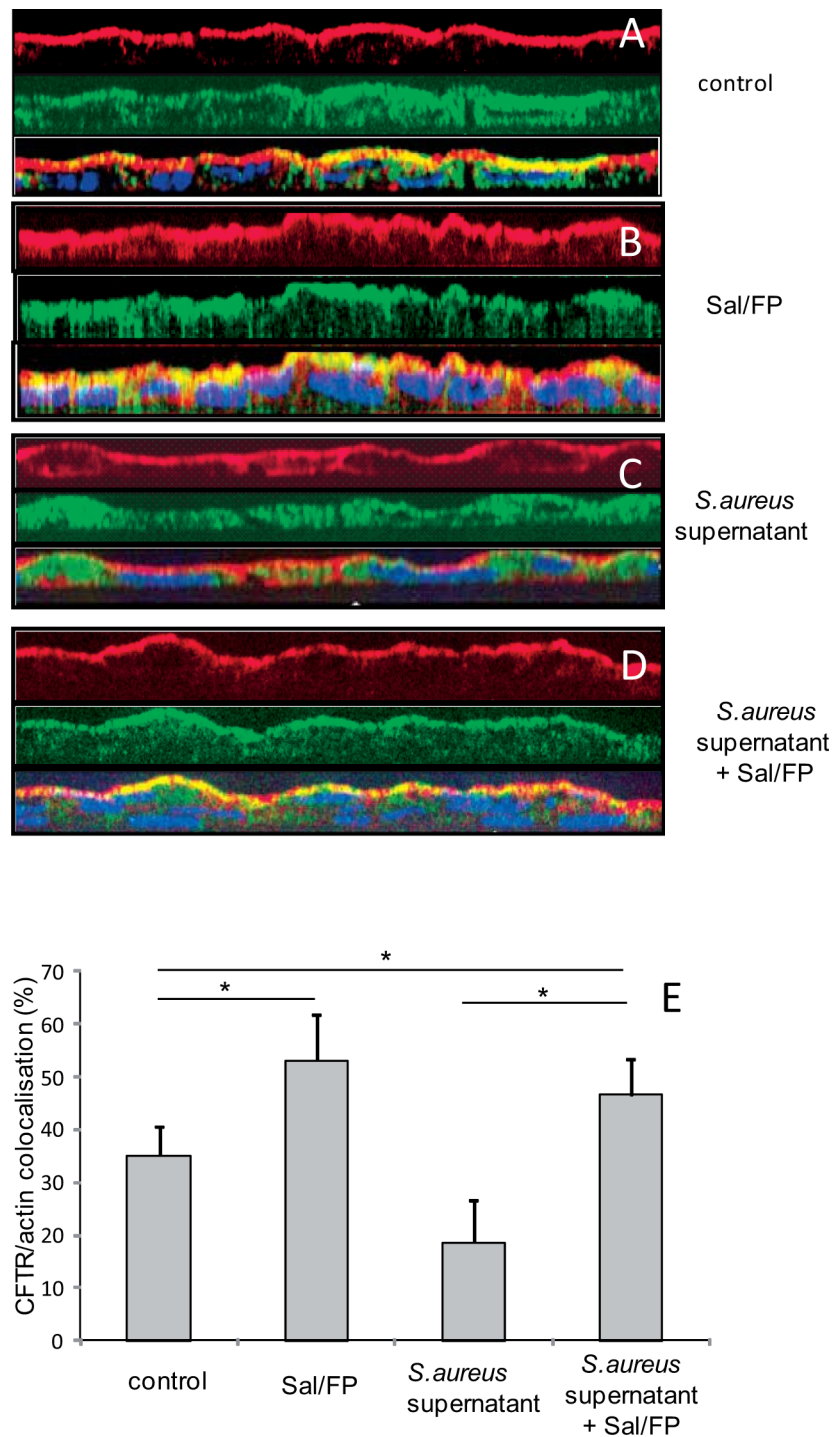 A
control
B
Sal/FP
C
S.aureus
supernatant
D
S.aureus
supernatant
+ Sal/FP
E
*
*
*
CFTR/actin colocalisation (%)
70
60
50
40
30
20
10
0
control
Sal/FP
S.aureus
supernatant
S.aureus
supernatant
+ Sal/FP